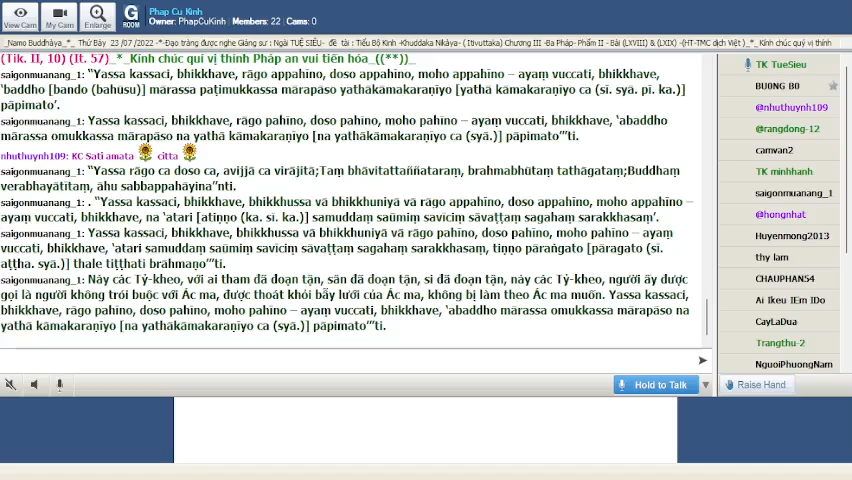 Phap Cu Kinh
Owner: PhapCuKinh | Members: 22 | Cams: 0
View Cam
My Cam
Enlarge
G
ROOM
_Namo Buddhàya_*_ Thứ Bảy 23 /07 /2022 -*-Đạo tràng được nghe Giảng sư : Ngài TUỆ SIÊU- đề tài : Tiểu Bộ Kinh -Khuddaka Nikàya- ( Itivuttaka) Chương III -Ba Pháp- Phẩm II - Bài (LXVIII) & (LXIX) -(HT-TMC dịch Việt )_*_ Kính chúc quý vị thính
(Tik. II, 10) (It. 57)_*_Kính chúc quí vị thính Pháp an vui tiến hóa_((**))_
saigonmuanang_1: “Yassa kassaci, bhikkhave, rāgo appahīno, doso appahīno, moho appahīno – ayaṃ vuccati, bhikkhave,
‘baddho [bando (bahūsu)] mārassa paṭimukkassa mārapāso yathākāmakaraṇīyo [yathā kāmakaraṇīyo ca (sī. syā. pī. ka.)]
pāpimato’.
saigonmuanang_1: Yassa kassaci, bhikkhave, rāgo pahīno, doso pahīno, moho pahīno – ayaṃ vuccati, bhikkhave, ‘abaddho
mārassa omukkassa mārapāso na yathā kāmakaraṇīyo [na yathākāmakaraṇīyo ca (syā.)] pāpimato’”ti.
nhuthuynh109: KC Sati amata citta
saigonmuanang_1: “Yassa rāgo ca doso ca, avijjā ca virājitā;Taṃ bhāvitattaññataraṃ, brahmabhūtaṃ tathāgataṃ;Buddhaṃ
verabhayātītaṃ, āhu sabbappahāyina”nti.
saigonmuanang_1: . “Yassa kassaci, bhikkhave, bhikkhussa vā bhikkhuniyā vā rāgo appahīno, doso appahīno, moho appahīno –
ayaṃ vuccati, bhikkhave, na ‘atari [atiṇṇo (ka. sī. ka.)] samuddaṃ saūmiṃ savīciṃ sāvaṭṭaṃ sagahaṃ sarakkhasaṃ’.
saigonmuanang_1: Yassa kassaci, bhikkhave, bhikkhussa vā bhikkhuniyā vā rāgo pahīno, doso pahīno, moho pahīno – ayaṃ
vuccati, bhikkhave, ‘atari samuddaṃ saūmiṃ savīciṃ sāvaṭṭaṃ sagahaṃ sarakkhasaṃ, tiṇṇo pāraṅgato [pāragato (sī.
aṭṭha. syā.)] thale tiṭṭhati brāhmaṇo’”ti.
saigonmuanang_1: Này các Tỷ-kheo, với ai tham đã đoạn tận, sân đã đoạn tận, si đã đoạn tận, này các Tỷ-kheo, người ấy được
gọi là người không trói buộc với Ác ma, được thoát khỏi bẫy lưới của Ác ma, không bị làm theo Ác ma muốn. Yassa kassaci,
bhikkhave, rāgo pahīno, doso pahīno, moho pahīno – ayaṃ vuccati, bhikkhave, ‘abaddho mārassa omukkassa mārapāso na
yathā kāmakaraṇīyo [na yathākāmakaraṇīyo ca (syā.)] pāpimato’”ti.
Hold to Talk
Raise Hand
TK TueSieu
BUONG BO
@nhuthuynh109
@rangdong-12
camvan2
TK minhhanh
saigonmuanang_1
@hongnhat
Huyenmong2013
thy lam
CHAUPHAN54
Ai Ikeu IEm IDo
CayLaDua
Trangthu-2
NguoiPhuongNam